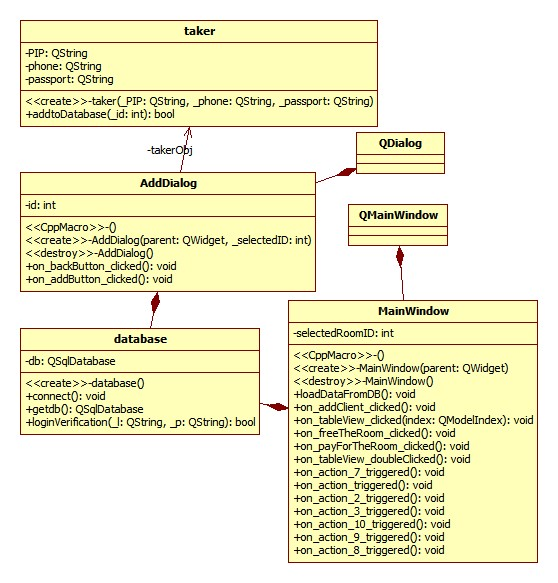 taker
-PIP: QString
-phone: QString
-passport: QString
<<create>>-taker(_PIP: QString, _phone: QString, _passport: QString)
+addtoDatabase(_id: int): bool
-takerObj
QDialog
AddDialog
-id: int
<<CppMacro>>-()
<<create>>-AddDialog(parent: QWidget, _selectedID: int)
<<destroy>>-AddDialog()
+on_backButton_clicked(): void
+on_addButton_clicked(): void
QMainWindow
database
-db: QSqlDatabase
<<create>>-database()
+connect(): void
+getdb(): QSqlDatabase
+loginVerification(_l: QString, _p: QString): bool
MainWindow
-selectedRoomID: int
<<CppMacro>>-()
<<create>>-MainWindow(parent: QWidget)
<<destroy>>-MainWindow()
+loadDataFromDB(): void
+on_addClient_clicked(): void
+on_tableView_clicked(index: QModelIndex): void
+on_freeTheRoom_clicked(): void
+on_payForTheRoom_clicked(): void
+on_tableView_doubleClicked(): void
+on_action_7_triggered(): void
+on_action_triggered(): void
+on_action_2_triggered(): void
+on_action_3_triggered(): void
+on_action_10_triggered(): void
+on_action_9_triggered(): void
+on_action_8_triggered(): void